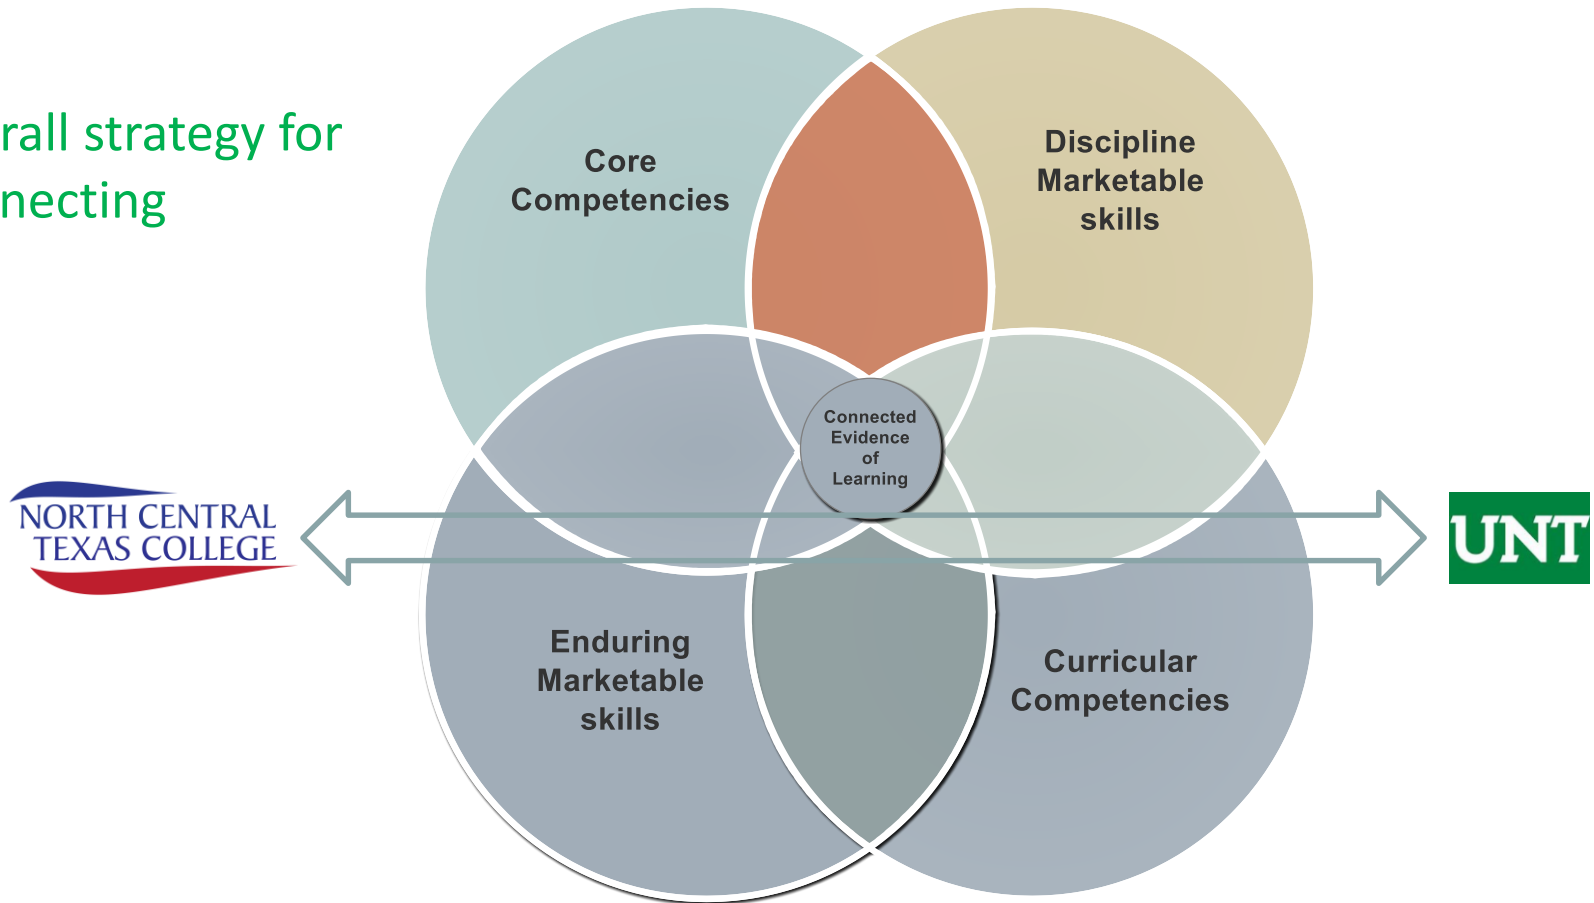 rall strategy for
necting
Core
Competencies
Discipline
Marketable
skills
Connected
Evidence
of
Learning
NORTH CENTRAL
TEXAS COLLEGE
UNT
Enduring
Marketable
skills
Curricular
Competencies